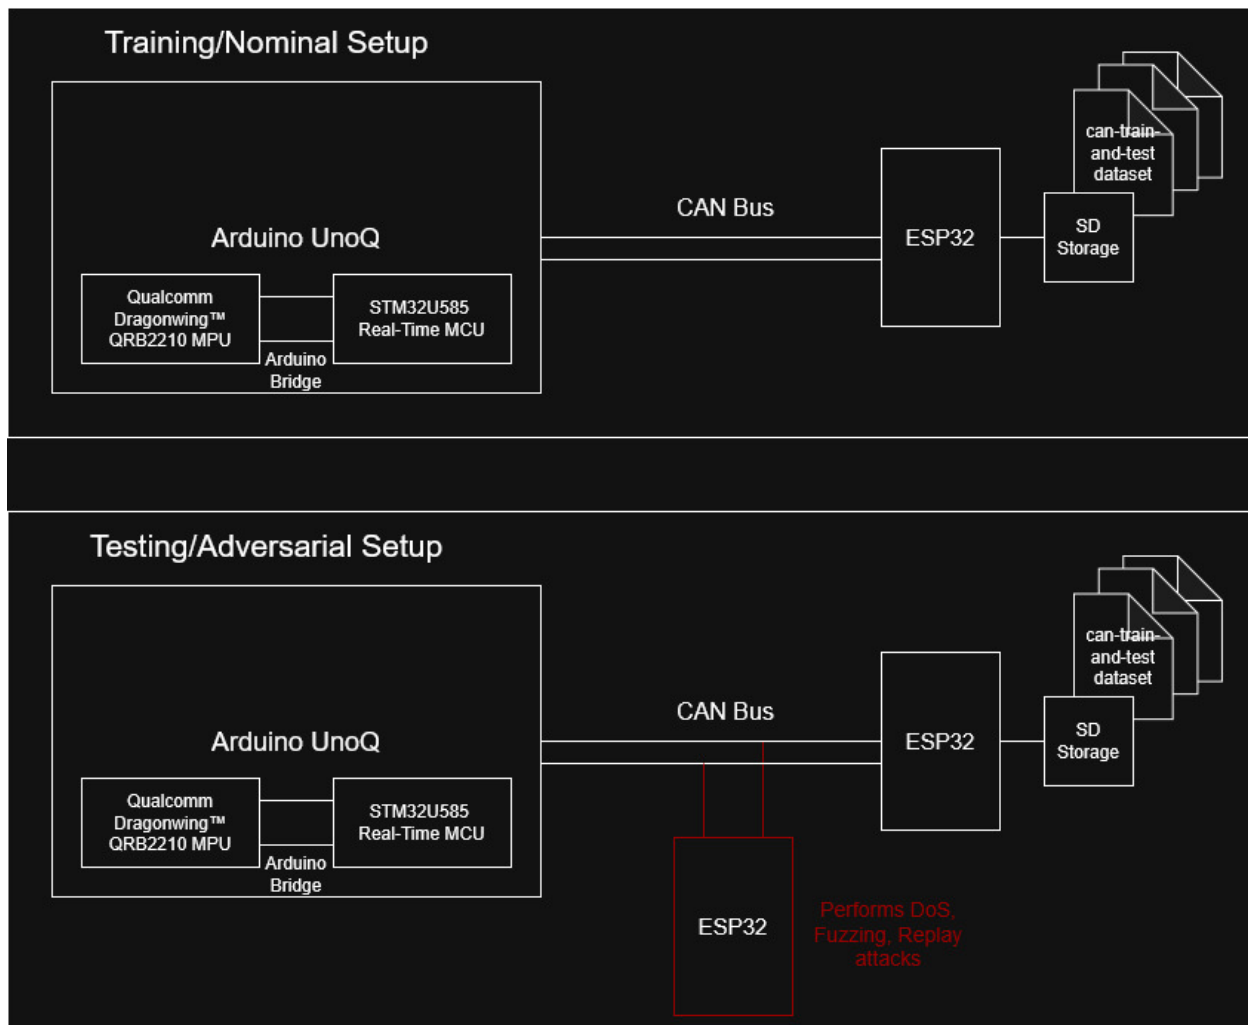 Training/Nominal Setup
can-train-
and-test
dataset
CAN Bus
Arduino UnoQ
ESP32
SD
Storage
Qualcomm
Dragonwing™
QRB2210 MPU
STM32U585
Real-Time MCU
Arduino
Bridge
Testing/Adversarial Setup
can-train-
and-test
dataset
CAN Bus
Arduino UnoQ
ESP32
SD
Storage
Qualcomm
Dragonwing™
QRB2210 MPU
STM32U585
Real-Time MCU
Arduino
Bridge
ESP32
Performs DoS,
Fuzzing, Replay
attacks